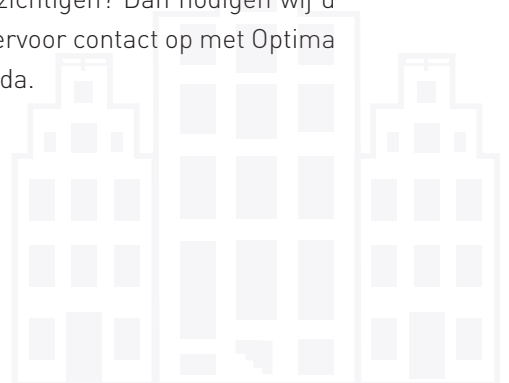 zichtigen? Dan nodigen wij u
ervoor contact op met Optima
da.